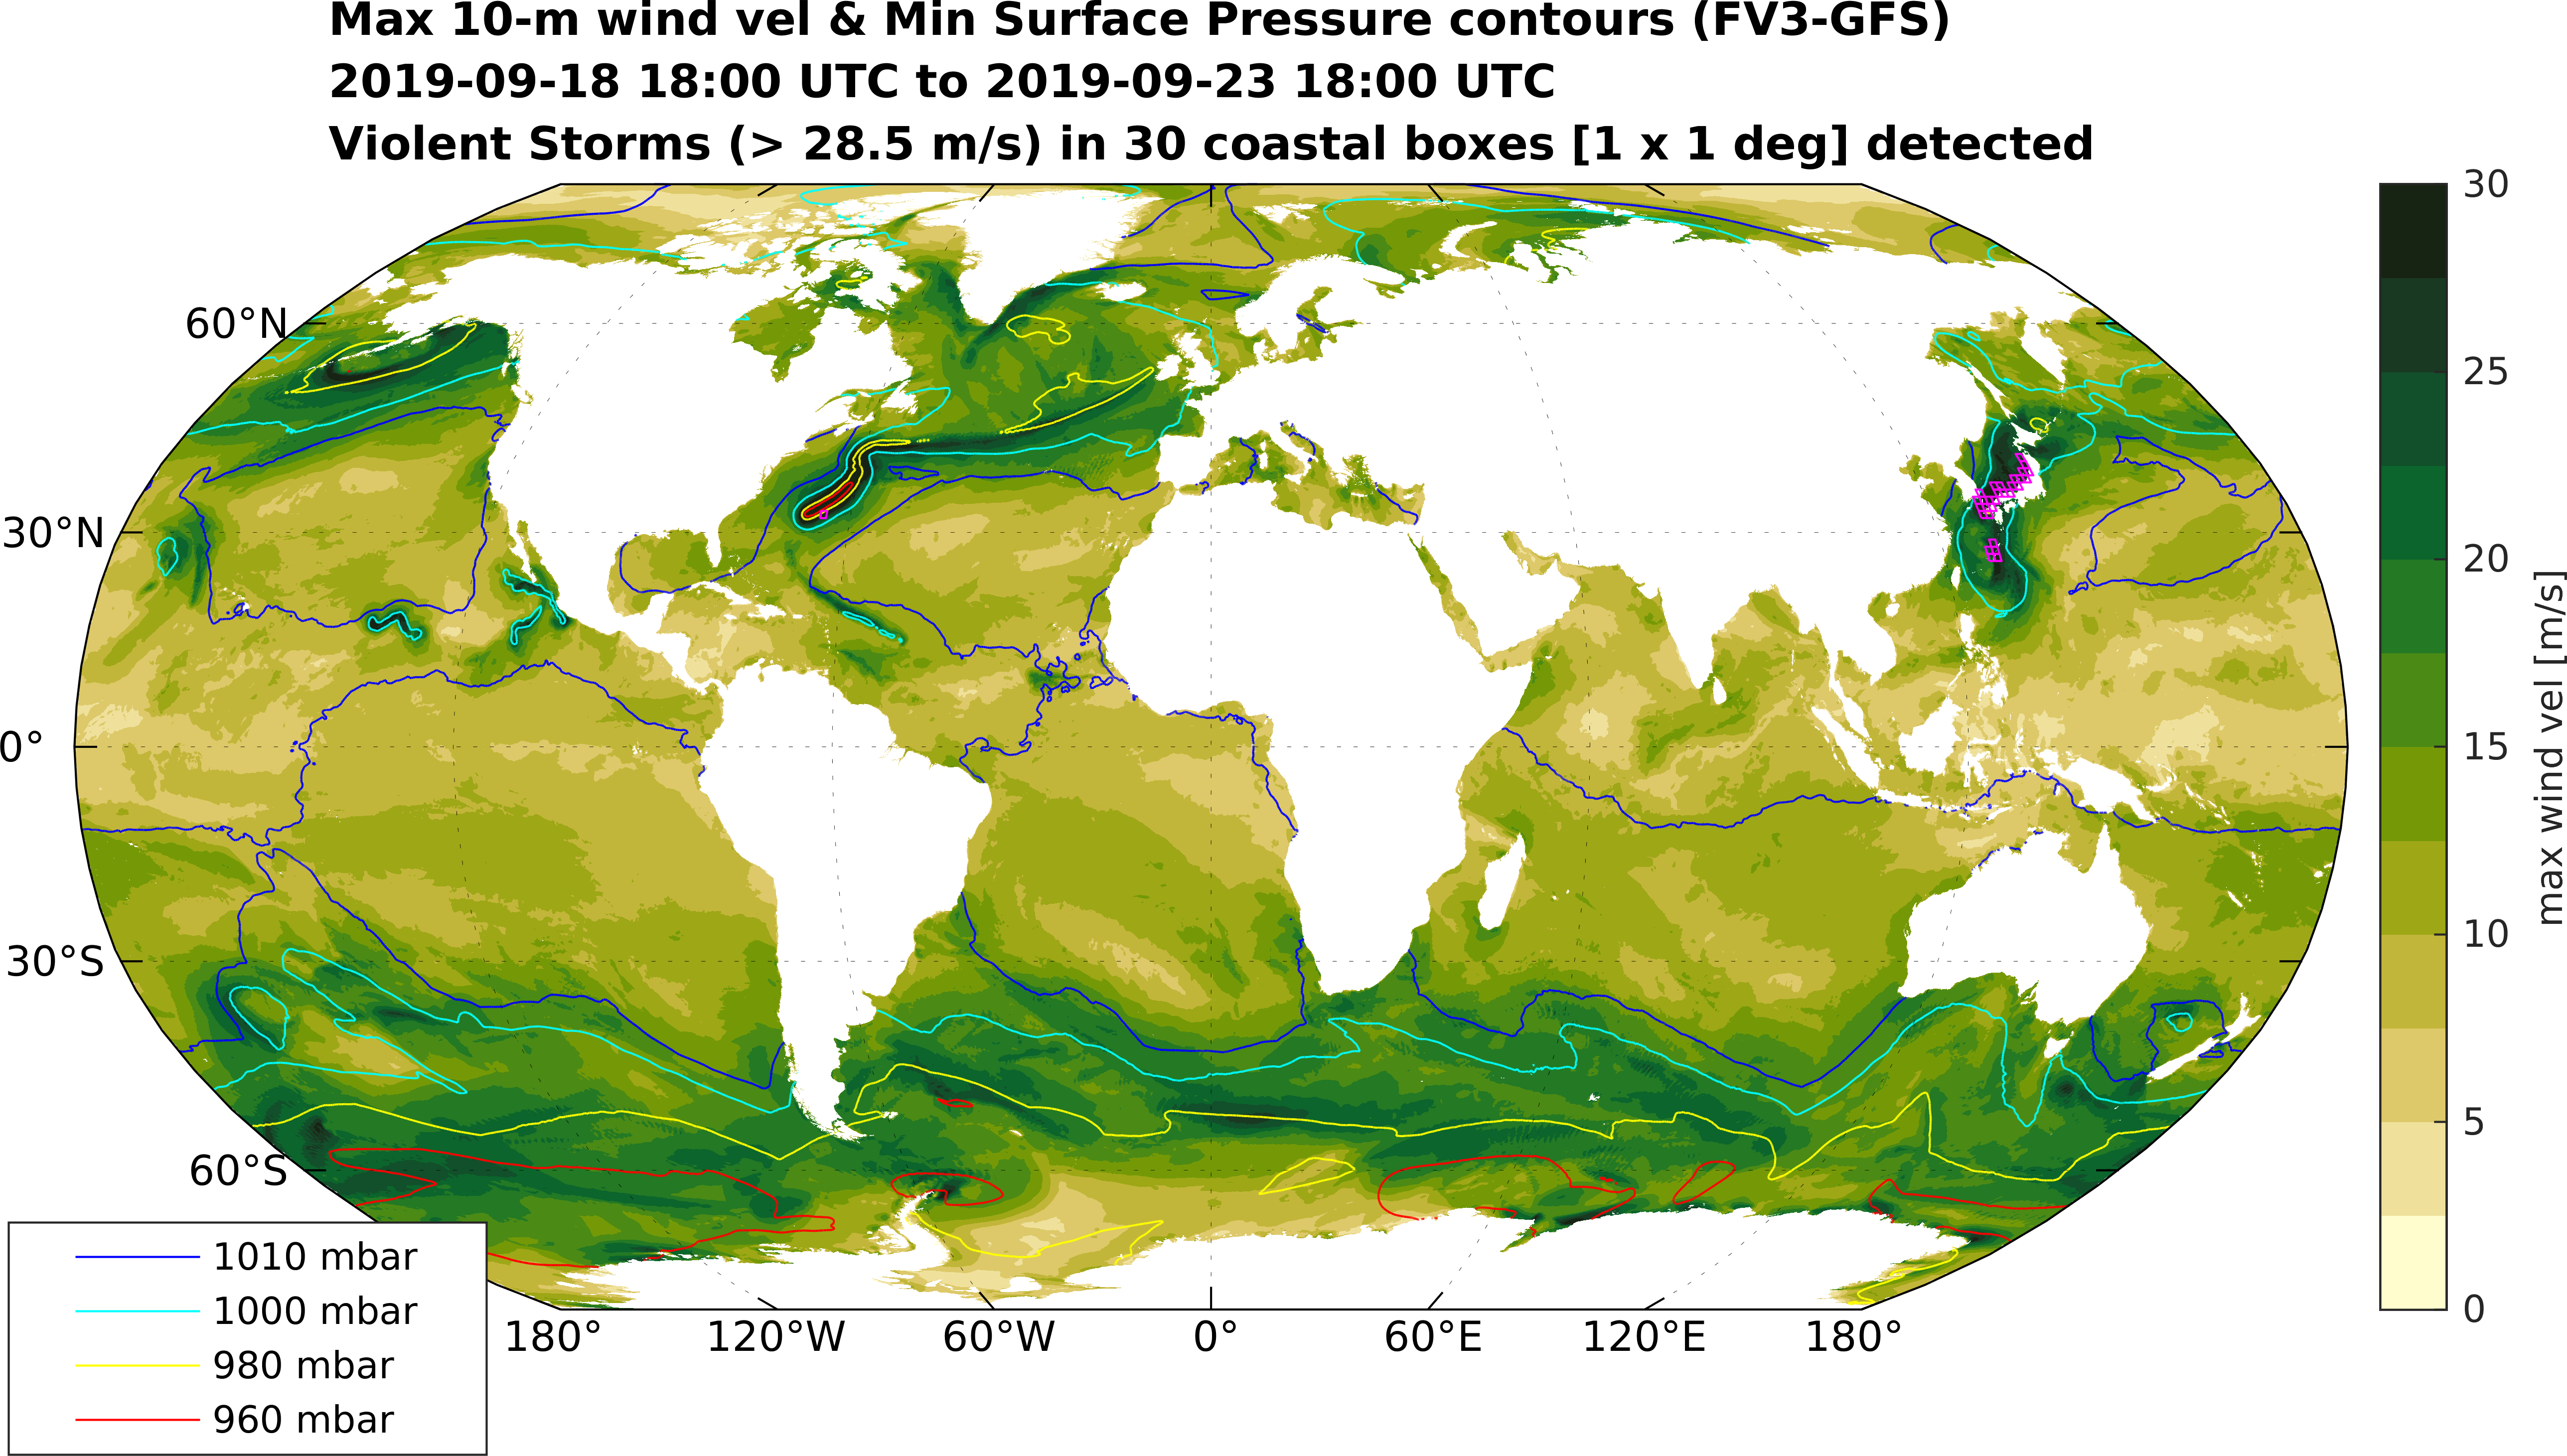 Max 10-m wind vel & Min Surface Pressure contours (FV3-GFS)
2019-09-18 18:00 UTC to 2019-09-23 18:00 UTC
Violent Storms (> 28.5 m/s) in 30 coastal boxes [1 x 1 deg] detected
60°N
30°N
0°
30°S
60°S
180°
120°W
60°W
0°
60°E
120°E
180°
1010 mbar
1000 mbar
980 mbar
960 mbar
30
25
20
15
10
5
0
max wind vel [m/s]